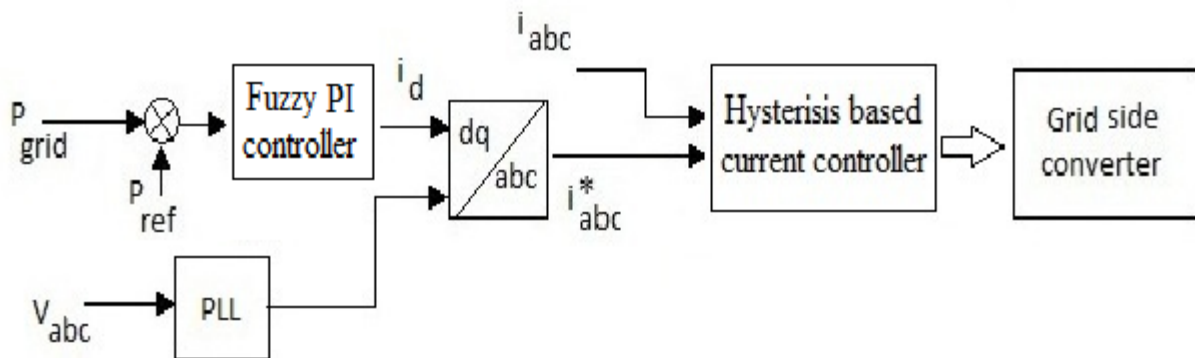 P
grid
P
ref
Fuzzy PI
controller
i
d
dq
abc
i
abc
i*
abc
Hysterisis based
current controller
Grid side
converter
V
abc
PLL